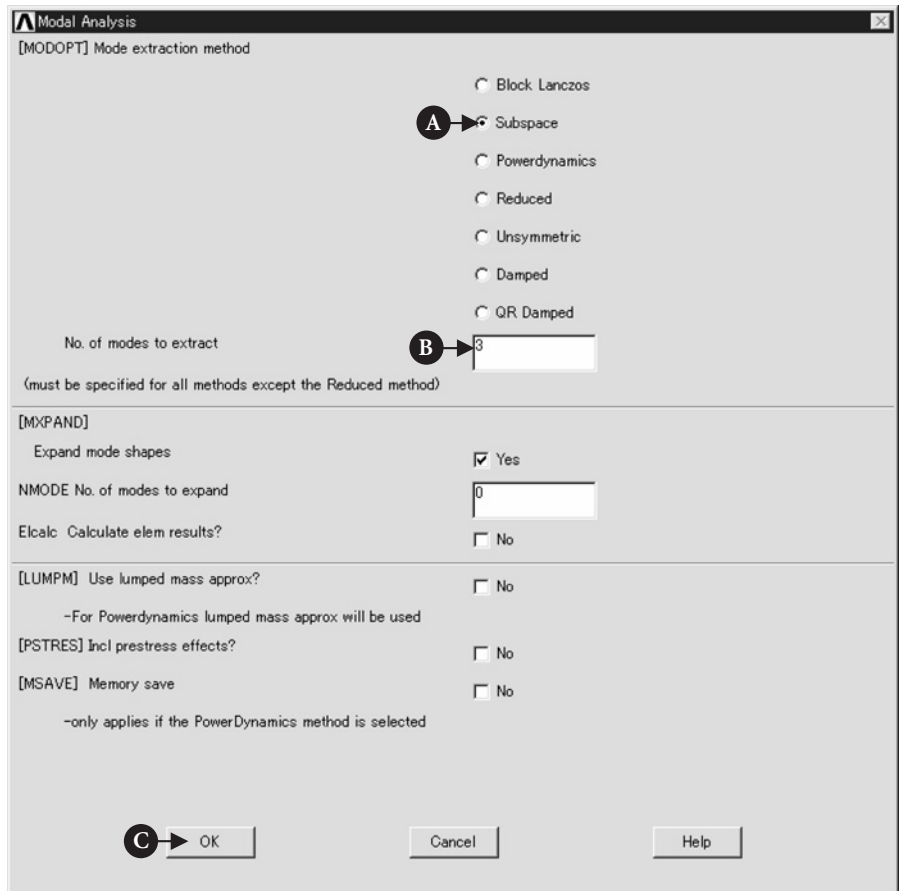 Modal Analysis
[MODOPT] Mode extraction method
Block Lanczos
A Subspace
Powerdynamics
Reduced
Unsymmetric
Damped
QR Damped
No. of modes to extract B 3
(must be specified for all methods except the Reduced method)
[MXPAND]
Expand mode shapes Yes
NMODE No. of modes to expand 0
Elcalc Calculate elem results? No
[LUMPM] Use lumped mass approx? No
-For Powerdynamics lumped mass approx will be used
[PSTRES] Incl prestress effects? No
[MSAVE] Memory save No
-only applies if the PowerDynamics method is selected
C OK Cancel Help